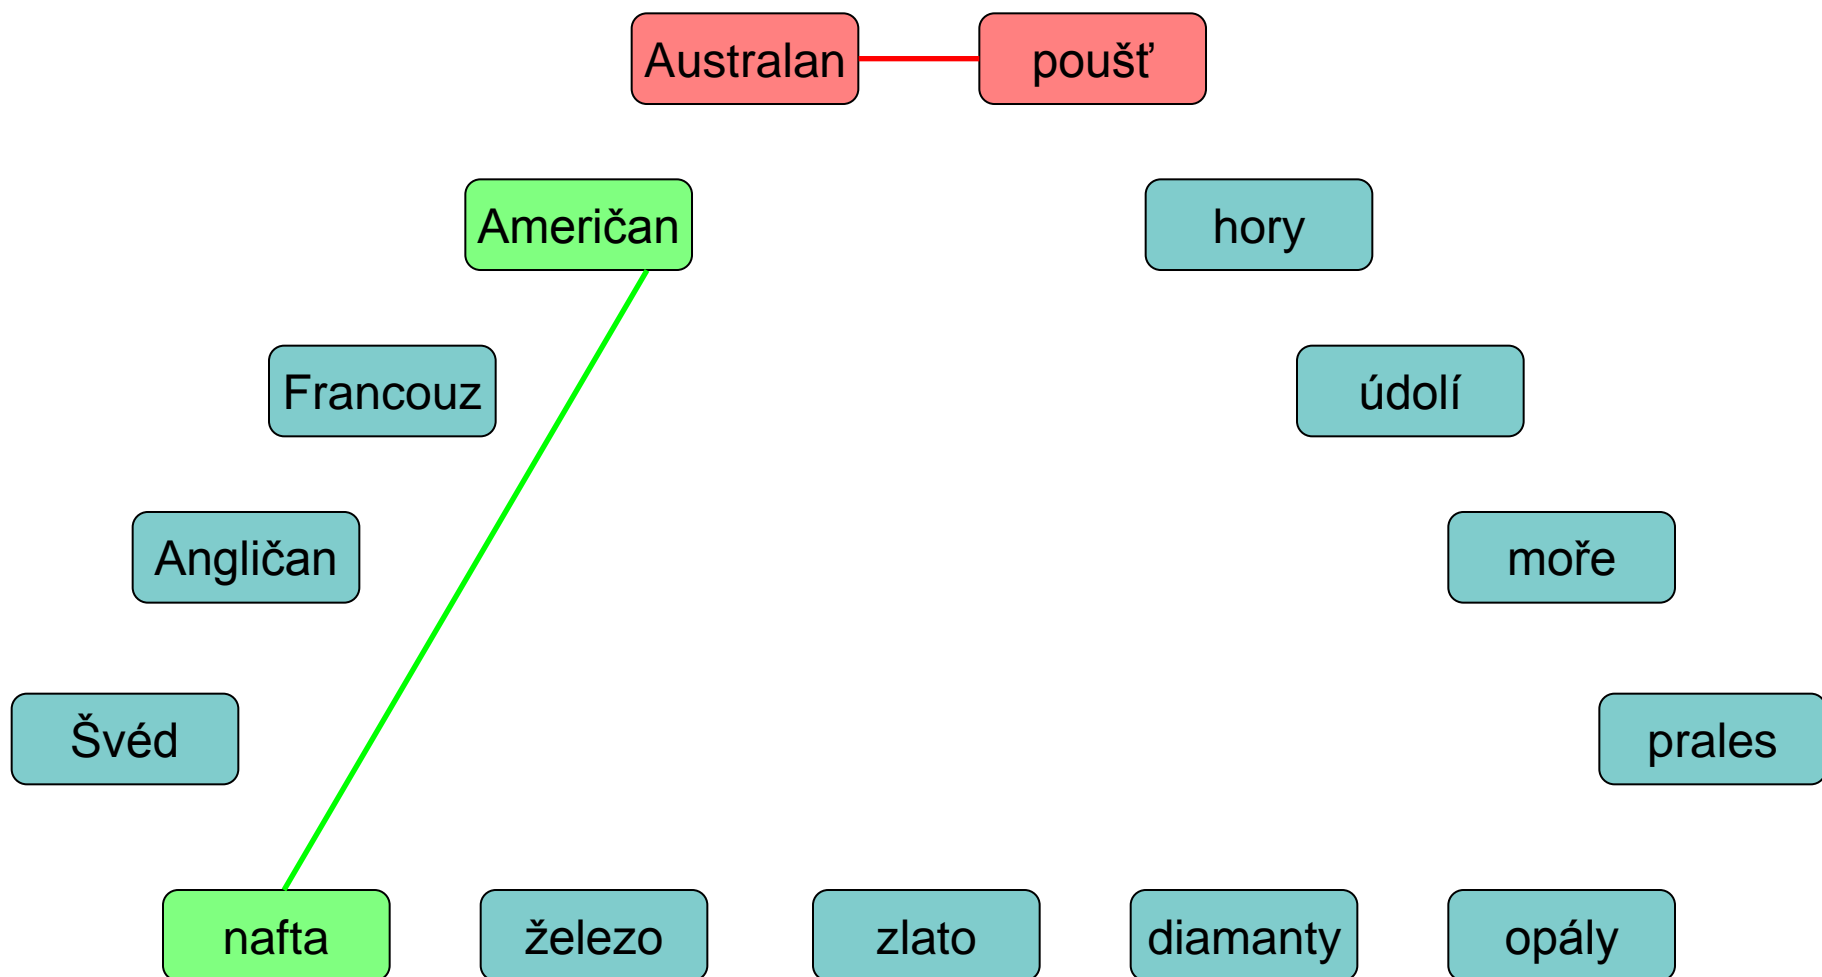 Australan
poušť
Američan
hory
Francouz
údolí
Angličan
moře
Švéd
prales
nafta
železo
zlato
diamanty
opály